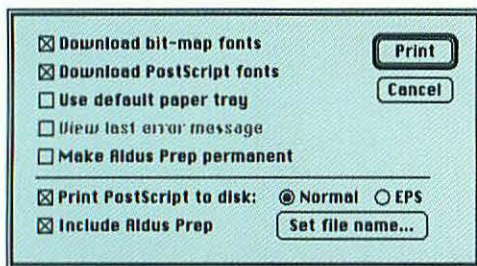 Download bit-map fonts
Print
Download PostScript fonts
Cancel
Use default paper tray
View last error message
Make Aldus Prep permanent
Print PostScript to disk: Normal EPS
Include Aldus Prep Set file name...